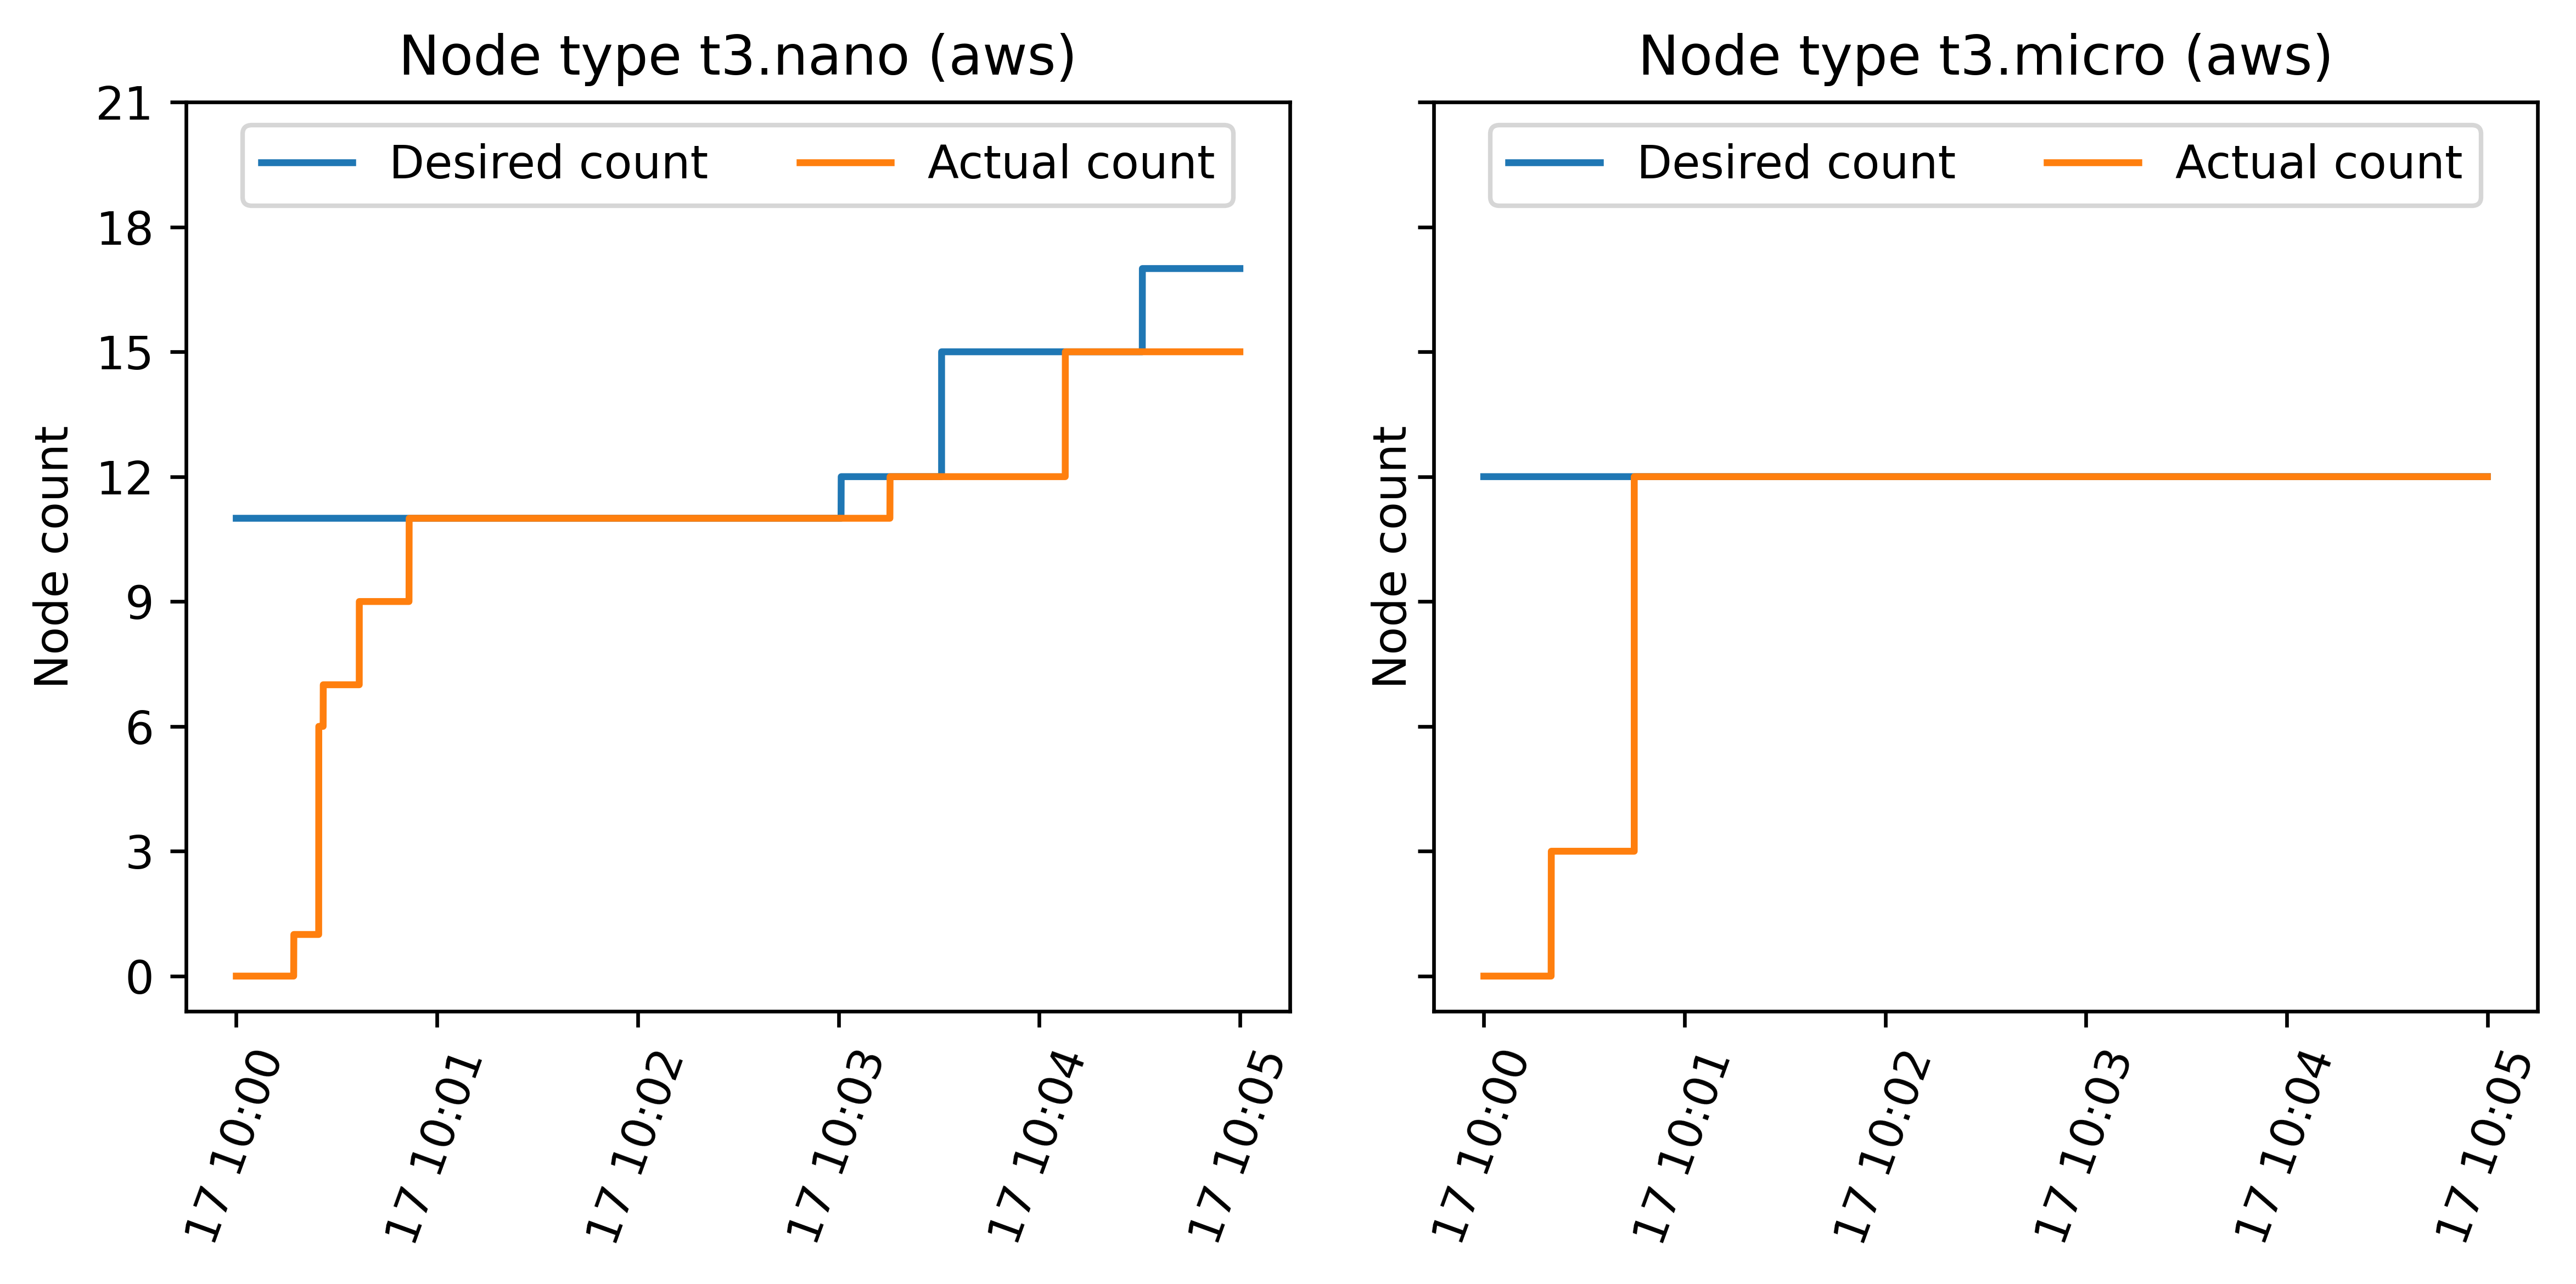 Node type t3.nano (aws)
Node count
21
18
15
12
9
6
3
0
Desired count
Actual count
17 10:00
17 10:01
17 10:02
17 10:03
17 10:04
17 10:05
Node type t3.micro (aws)
Node count
Desired count
Actual count
17 10:00
17 10:01
17 10:02
17 10:03
17 10:04
17 10:05